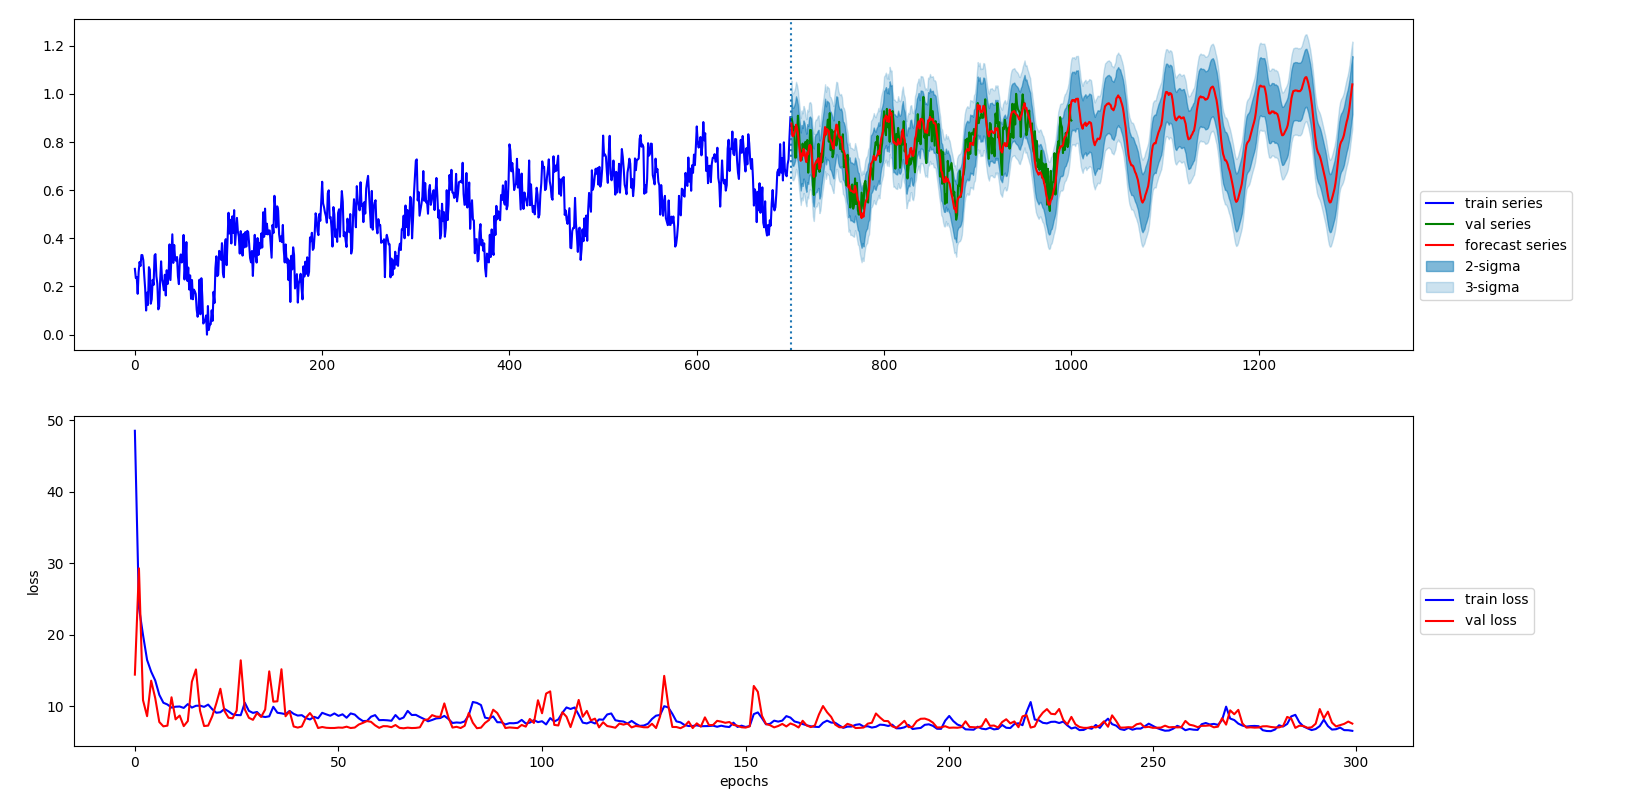 1.2
1.0
0.8
0.6
0.4
0.2
0.0
0 200 400 600 800 1000 1200
train series
val series
forecast series
2-sigma
3-sigma
50
40
30
20
10
loss
0 50 100 150 200 250 300
epochs
train loss
val loss